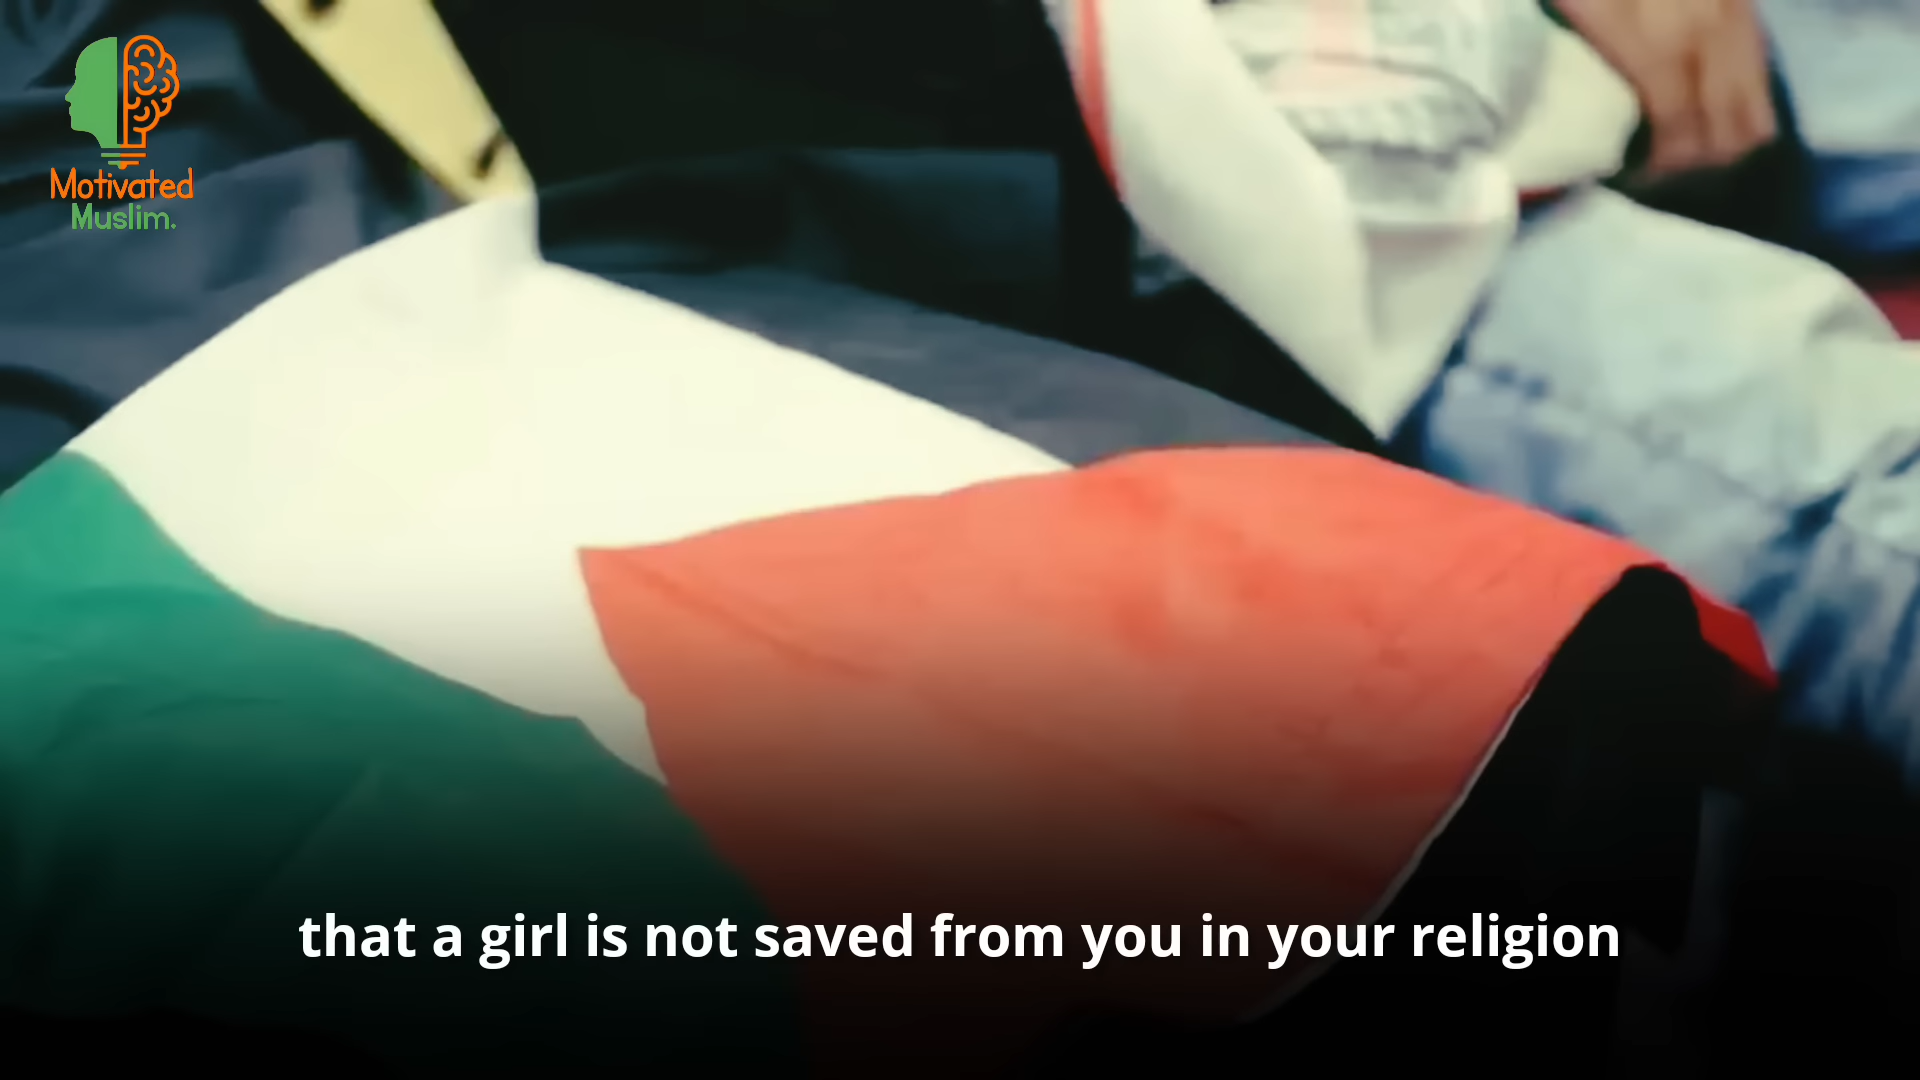 Motivated
Muslim.
that a girl is not saved from you in your religion